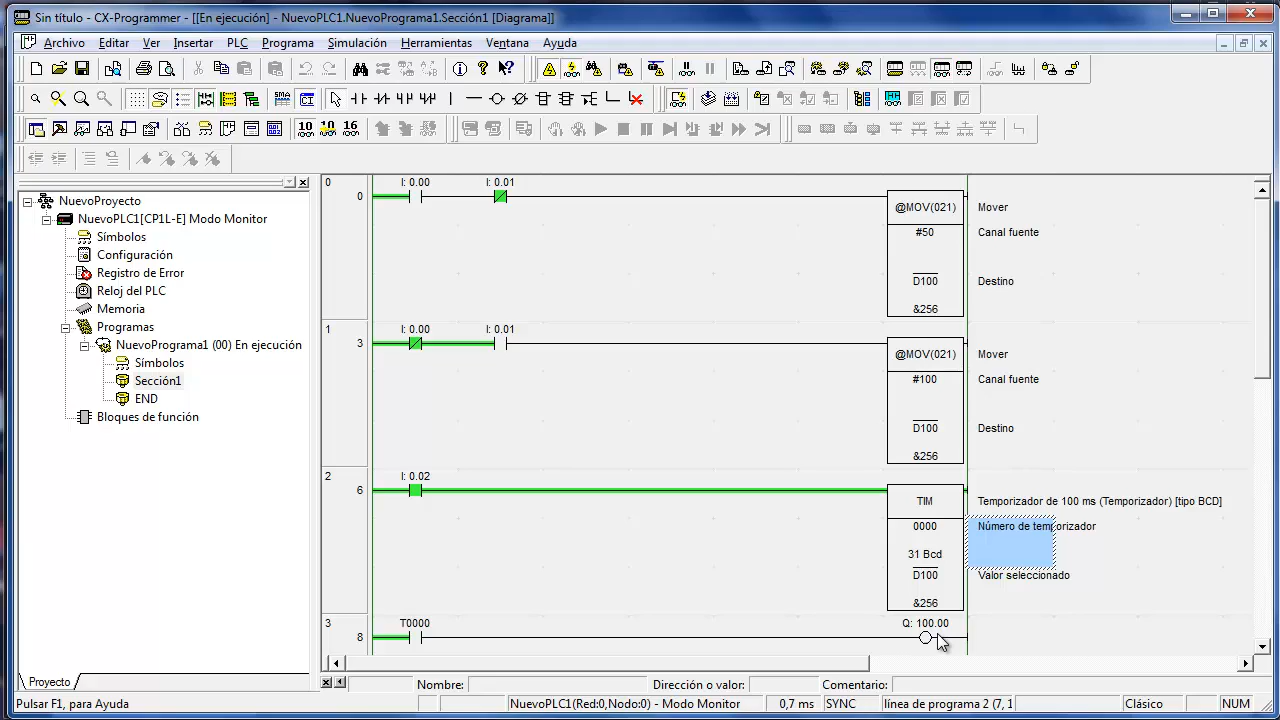 Sin título - CX-Programmer - [[En ejecución] - NuevoPLC1.NuevoPrograma1.Sección1 [Diagrama]]
Archivo Editar Ver Insertar PLC Programa Simulación Herramientas Ventana Ayuda
10 10 16
NuevoProyecto
NuevoPLC1[CP1L-E] Modo Monitor
Símbolos
Configuración
Registro de Error
Reloj del PLC
Memoria
Programas
NuevoPrograma1 (00) En ejecución
Símbolos
Sección1
END
Bloques de función
Proyecto
0 I: 0.00 I: 0.01
0
@MOV(021) Mover
#50 Canal fuente
D100 Destino
&256
1 I: 0.00 I: 0.01
3
@MOV(021) Mover
#100 Canal fuente
D100 Destino
&256
2 I: 0.02
6
TIM Temporizador de 100 ms (Temporizador) [tipo BCD]
0000 Número de temporizador
31 Bcd
D100 Valor seleccionado
&256
3 T0000 Q: 100.00
8
Nombre: Dirección o valor: Comentario:
Pulsar F1, para Ayuda NuevoPLC1(Red:0,Nodo:0) - Modo Monitor 0,7 ms SYNC línea de programa 2 (7, 1 Clásico NUM